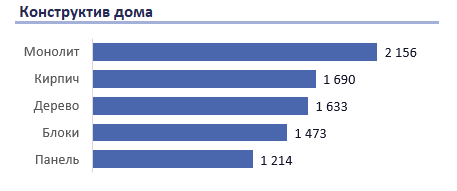 Конструктив дома
Монолит 2 156
Кирпич 1 690
Дерево 1 633
Блоки 1 473
Панель 1 214